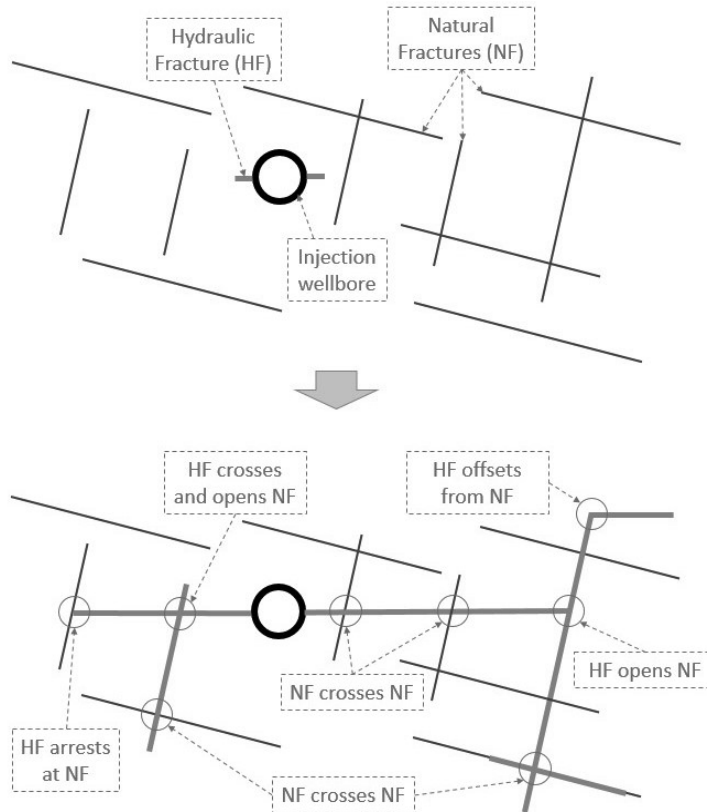 Hydraulic
Fracture (HF)
Natural
Fractures (NF)
Injection
wellbore
HF crosses
and opens NF
HF offsets
from NF
NF crosses NF
HF opens NF
HF arrests
at NF
NF crosses NF